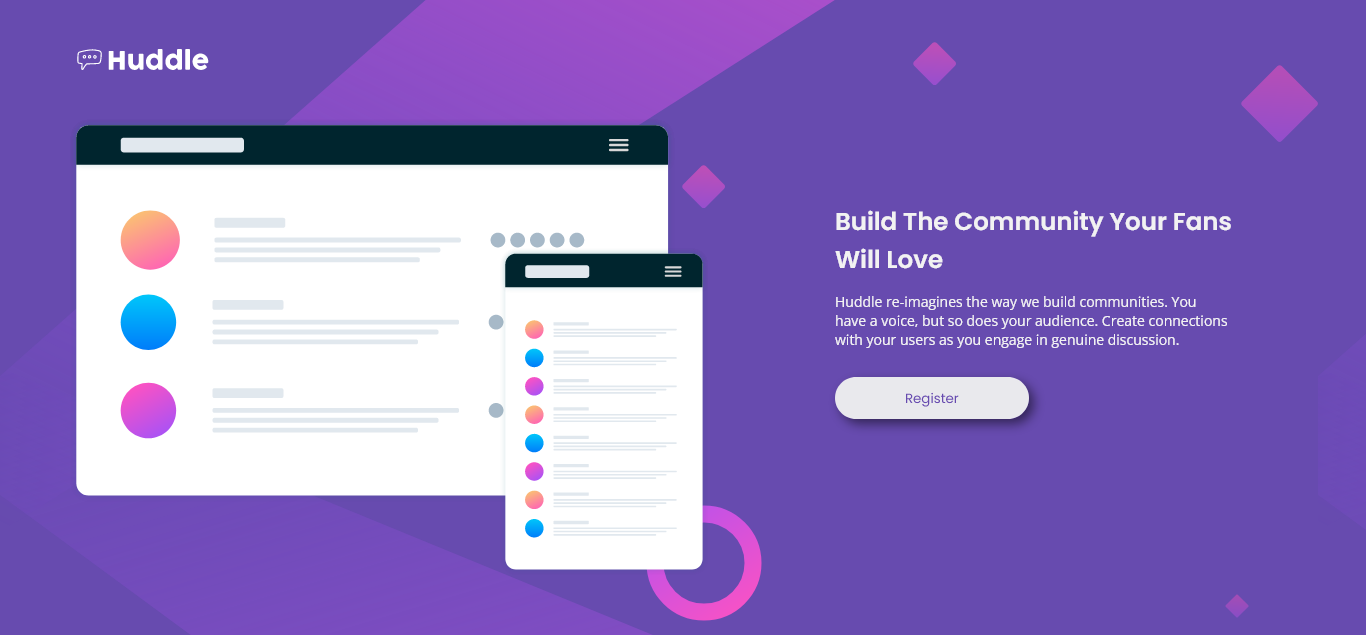 Huddle
Build The Community Your Fans
Will Love
Huddle re-imagines the way we build communities. You
have a voice, but so does your audience. Create connections
with your users as you engage in genuine discussion.
Register